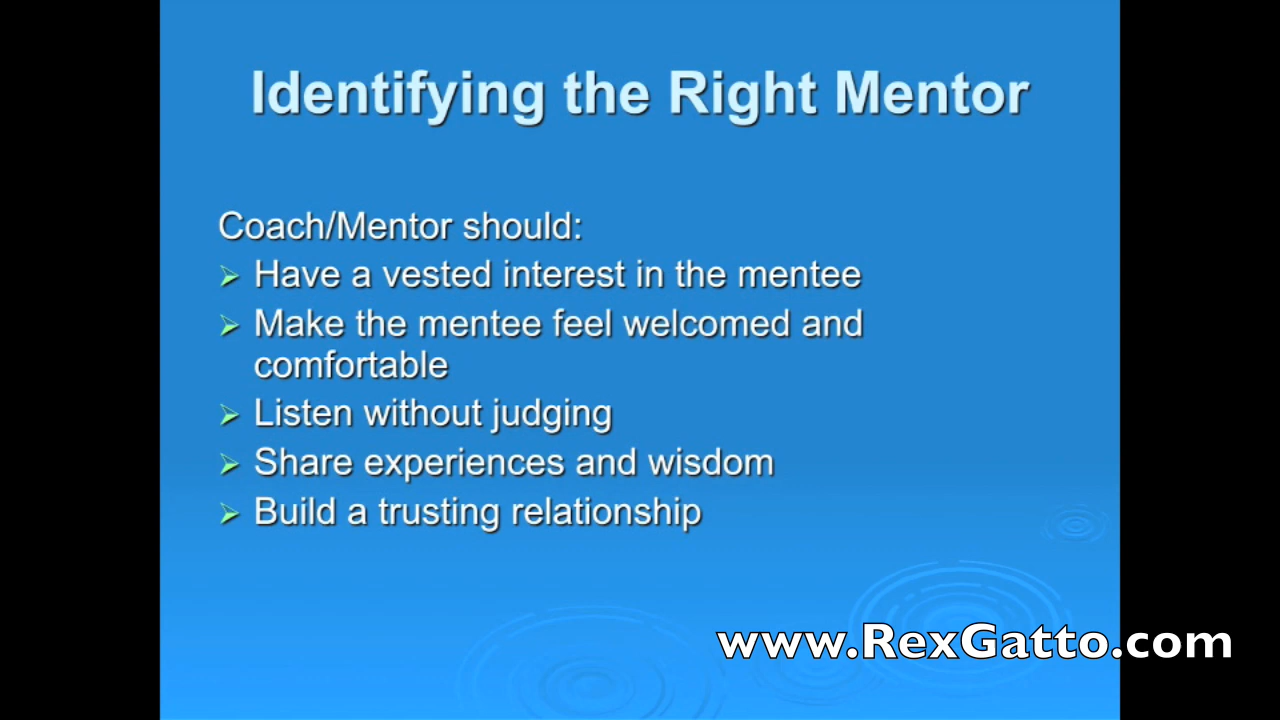 Identifying the Right Mentor
Coach/Mentor should:
➢ Have a vested interest in the mentee
➢ Make the mentee feel welcomed and
comfortable
➢ Listen without judging
➢ Share experiences and wisdom
➢ Build a trusting relationship
www.RexGatto.com